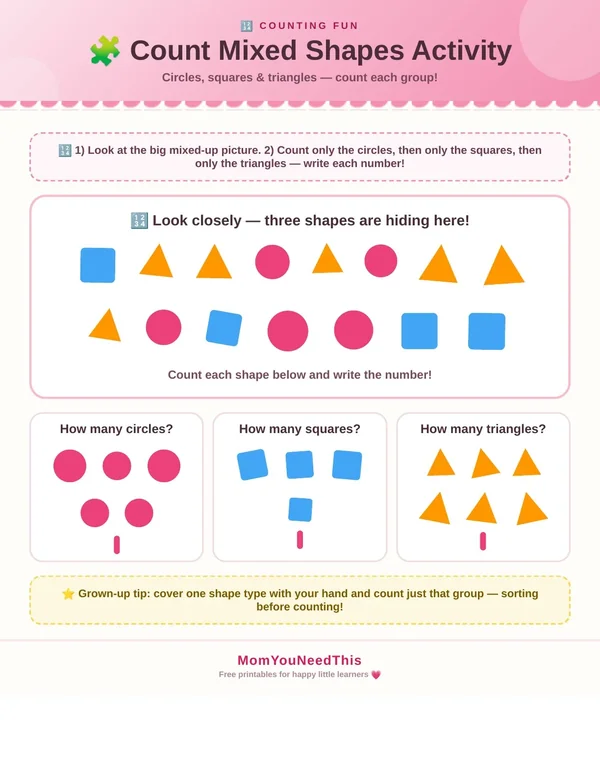 🔢 COUNTING FUN
🧩 Count Mixed Shapes Activity
Circles, squares & triangles — count each group!
🔢 1) Look at the big mixed-up picture. 2) Count only the circles, then only the squares, then
only the triangles — write each number!
🔢 Look closely — three shapes are hiding here!
Count each shape below and write the number!
How many circles?
How many squares?
How many triangles?
⭐ Grown-up tip: cover one shape type with your hand and count just that group — sorting
before counting!
MomYouNeedThis
Free printables for happy little learners 💗